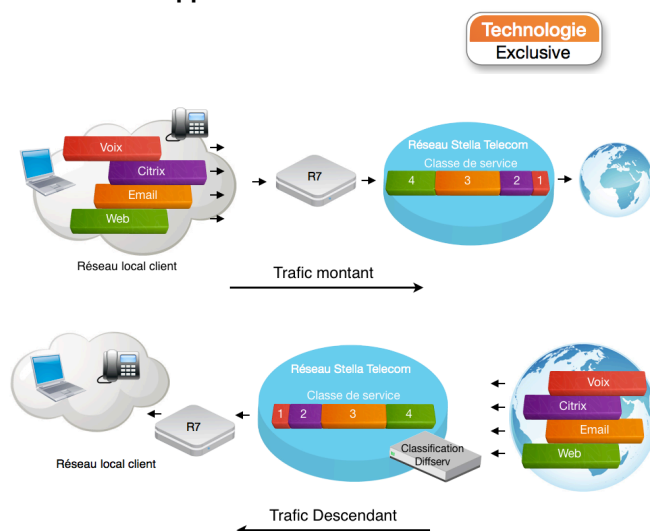 Technologie
Exclusive
Voix
Citrix
Email
Web
Réseau local client
R7
Réseau Stella Telecom
Classe de service
4 3 2 1
Trafic montant
Réseau local client
R7
Réseau Stella Telecom
Classe de service
1 2 3 4
Classification
Diffserv
Voix
Citrix
Email
Web
Trafic Descendant